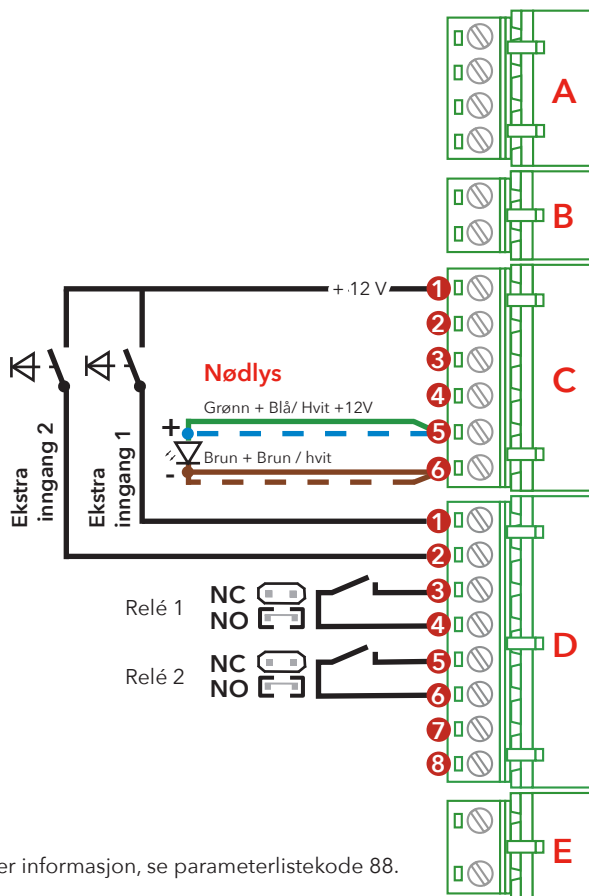 A
B
+ 12 V
1
2
3
4
5
6
C
Nødlys
Grønn + Blå/ Hvit +12V
+
Brun + Brun / hvit
-
Ekstra
inngang 2
Ekstra
inngang 1
1
2
3
4
5
6
7
8
D
Relé 1
NC
NO
Relé 2
NC
NO
E
er informasjon, se parameterlistekode 88.